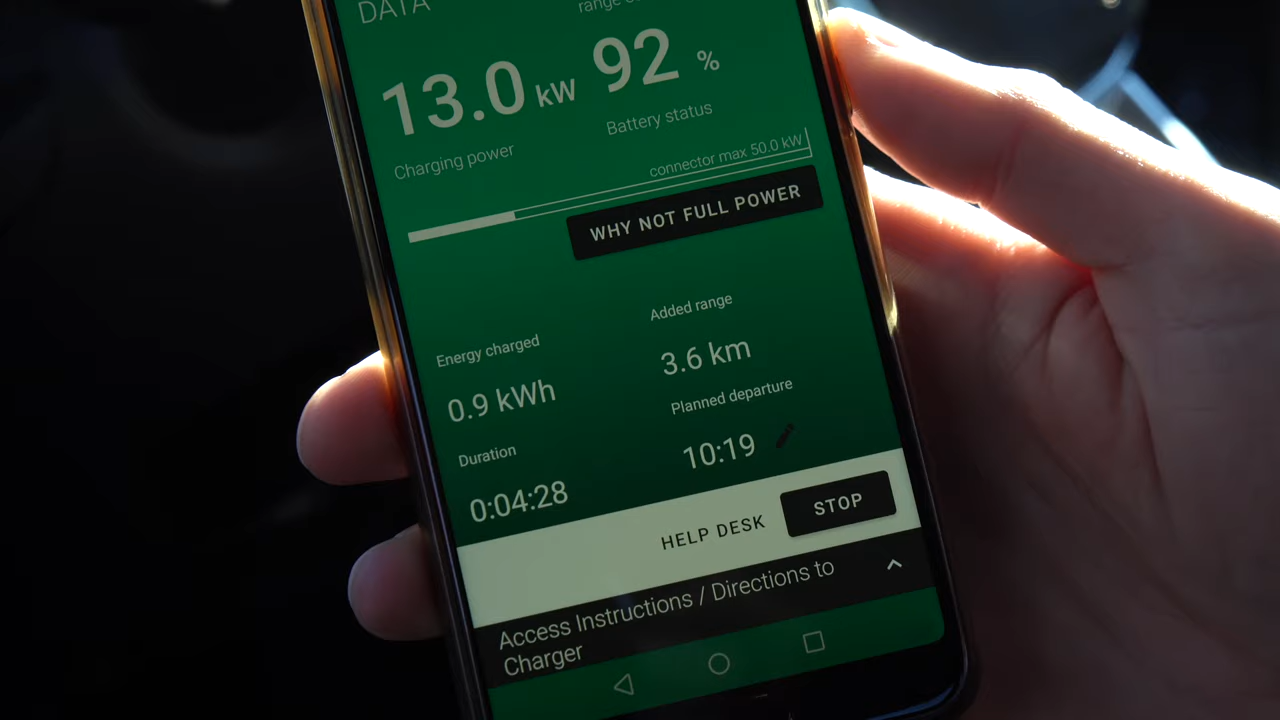 DATA
range
13.0 kW 92 %
Charging power
Battery status
connector max 50.0 kW
WHY NOT FULL POWER
Energy charged
Added range
0.9 kWh
3.6 km
Duration
Planned departure
0:04:28
10:19
HELP DESK
STOP
Access Instructions / Directions to
Charger